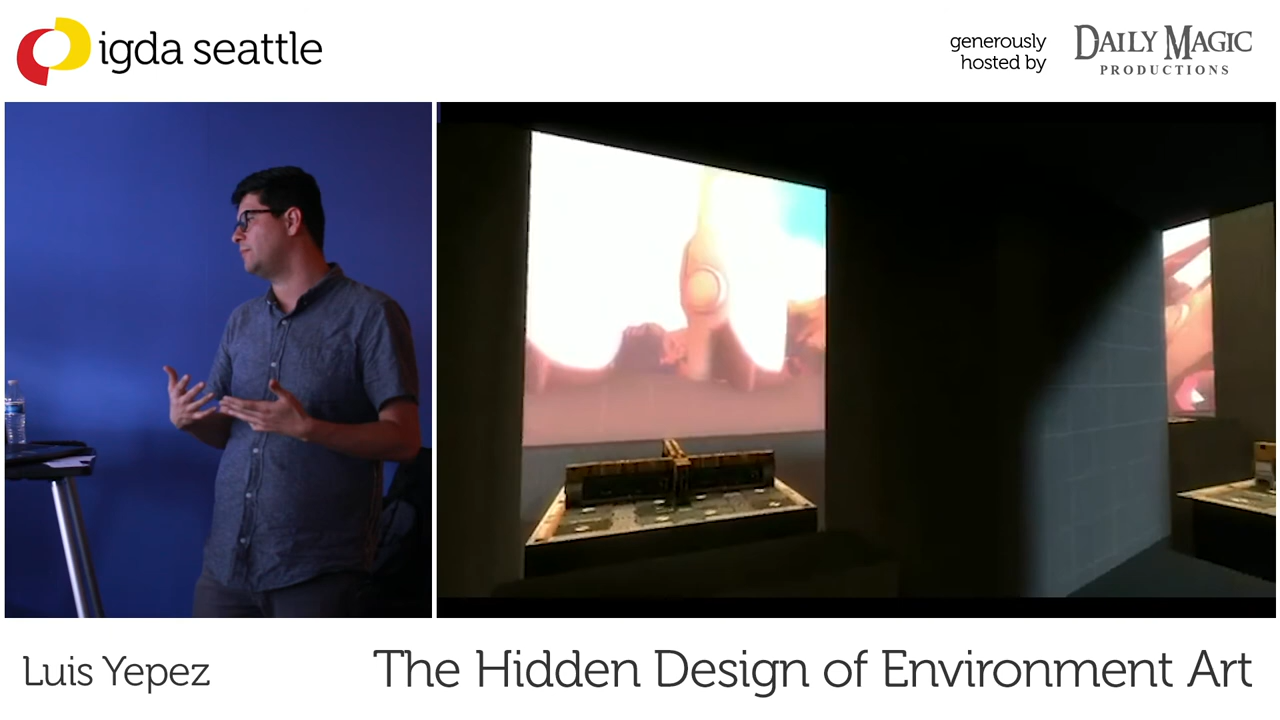 igda seattle
generously
hosted by
DAILY MAGIC
PRODUCTIONS
Luis Yepez
The Hidden Design of Environment Art